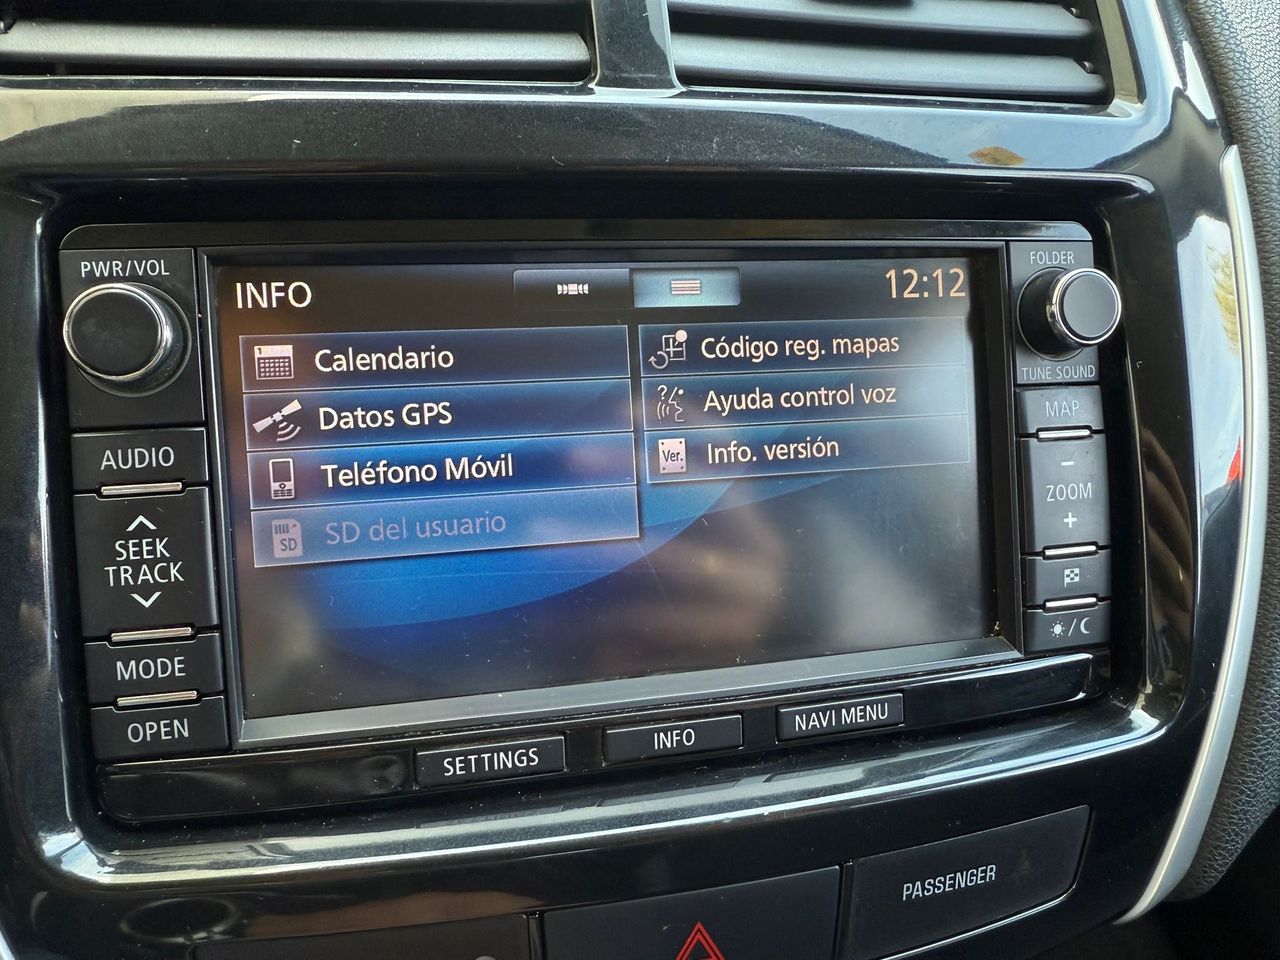 PWR/VOL
INFO
12:12
FOLDER
TUNE SOUND
1
Calendario
Datos GPS
Teléfono Móvil
SD
SD del usuario
Código reg. mapas
?
Ayuda control voz
Ver.
Info. versión
AUDIO
SEEK
TRACK
MODE
OPEN
MAP
-
ZOOM
+
/
SETTINGS
INFO
NAVI MENU
PASSENGER